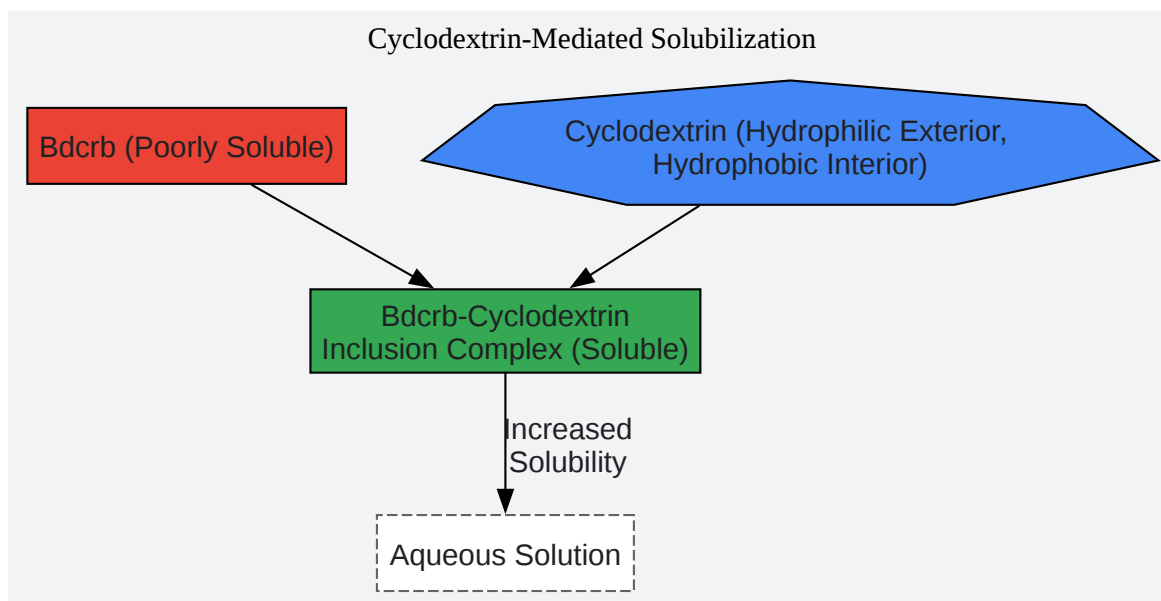 Cyclodextrin-Mediated Solubilization
Bdcrb (Poorly Soluble)
Cyclodextrin (Hydrophilic Exterior,
Hydrophobic Interior)
Bdcrb-Cyclodextrin
Inclusion Complex (Soluble)
Increased
Solubility
Aqueous Solution